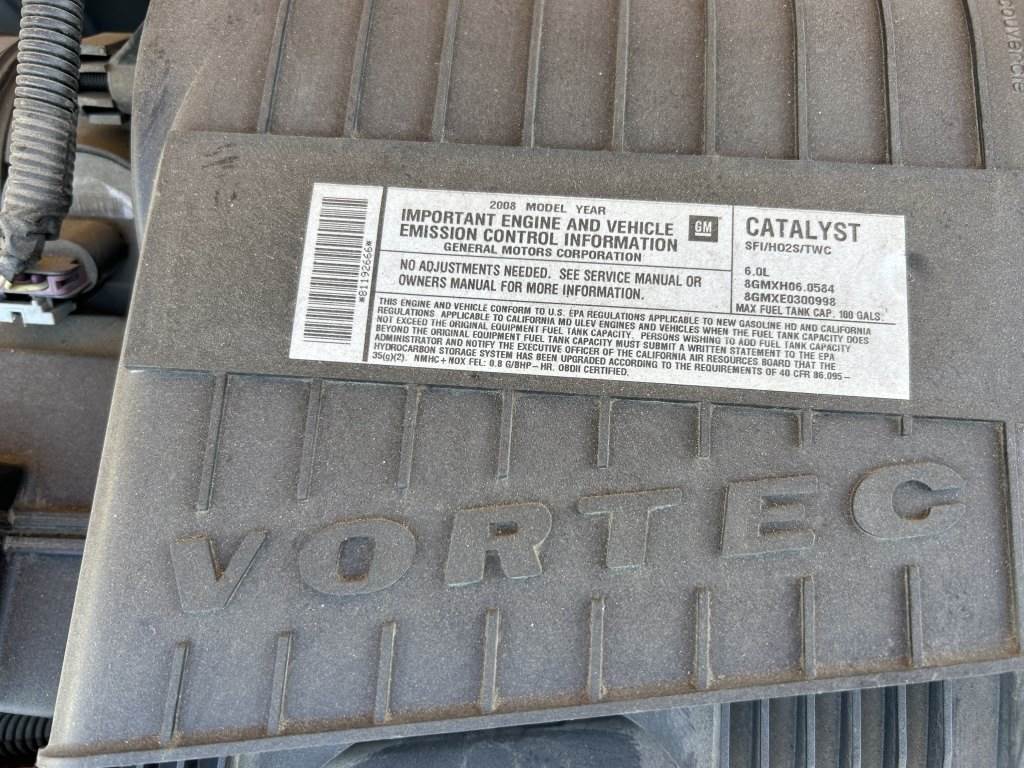 couvercle
*81192666*
2008 MODEL YEAR
IMPORTANT ENGINE AND VEHICLE
EMISSION CONTROL INFORMATION
GENERAL MOTORS CORPORATION
GM
NO ADJUSTMENTS NEEDED. SEE SERVICE MANUAL OR
OWNERS MANUAL FOR MORE INFORMATION.
CATALYST
SFI/HO2S/TWC
6.0L
8GMXH06.0584
8GMXE0300998
MAX FUEL TANK CAP. 100 GALS.
THIS ENGINE AND VEHICLE CONFORM TO U.S. EPA REGULATIONS APPLICABLE TO NEW GASOLINE HD AND CALIFORNIA
REGULATIONS APPLICABLE TO CALIFORNIA MD ULEV ENGINES AND VEHICLES WHEN THE FUEL TANK CAPACITY DOES
NOT EXCEED THE ORIGINAL EQUIPMENT FUEL TANK CAPACITY. PERSONS WISHING TO ADD FUEL TANK CAPACITY
BEYOND THE ORIGINAL EQUIPMENT FUEL TANK CAPACITY MUST SUBMIT A WRITTEN STATEMENT TO THE EPA
ADMINISTRATOR AND NOTIFY THE EXECUTIVE OFFICER OF THE CALIFORNIA AIR RESOURCES BOARD THAT THE
HYDROCARBON STORAGE SYSTEM HAS BEEN UPGRADED ACCORDING TO THE REQUIREMENTS OF 40 CFR 86.095-
35(g)(2). NMHC+NOX FEL: 0.8 G/BHP-HR. OBDII CERTIFIED.
VORTEC